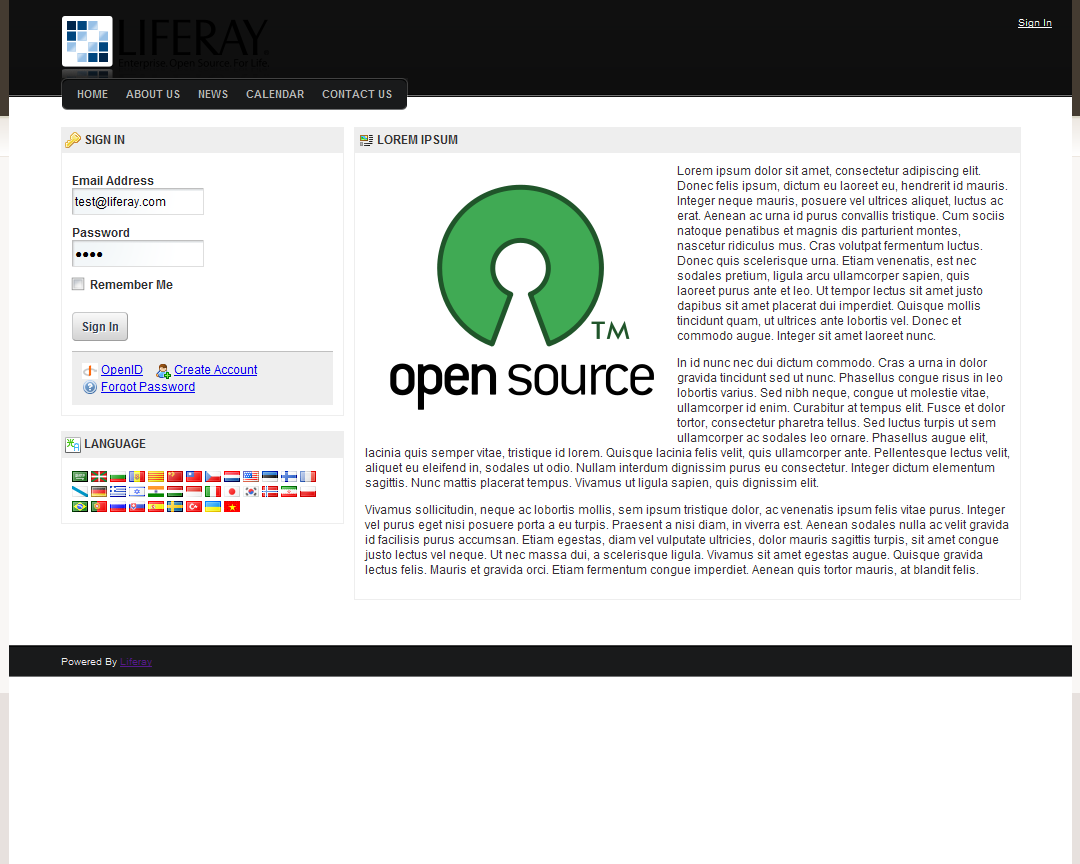 LIFERAY.
Enterprise Open Source For Life
Sign In
HOME ABOUT US NEWS CALENDAR CONTACT US
SIGN IN
Email Address
test@liferay.com
Password
••••
Remember Me
Sign In
OpenID Create Account
Forgot Password
LANGUAGE
LOREM IPSUM
TM
open source
Lorem ipsum dolor sit amet, consectetur adipiscing elit.
Donec felis ipsum, dictum eu laoreet eu, hendrerit id mauris.
Integer neque mauris, posuere vel ultrices aliquet, luctus ac
erat. Aenean ac urna id purus convallis tristique. Cum sociis
natoque penatibus et magnis dis parturient montes,
nascetur ridiculus mus. Cras volutpat fermentum luctus.
Donec quis scelerisque urna. Etiam venenatis, est nec
sodales pretium, ligula arcu ullamcorper sapien, quis
laoreet purus ante et leo. Ut tempor lectus sit amet justo
dapibus sit amet placerat dui imperdiet. Quisque mollis
tincidunt quam, ut ultrices ante lobortis vel. Donec et
commodo augue. Integer sit amet laoreet nunc.
In id nunc nec dui dictum commodo. Cras a urna in dolor
gravida tincidunt sed ut nunc. Phasellus congue risus in leo
lobortis varius. Sed nibh neque, congue ut molestie vitae,
ullamcorper id enim. Curabitur at tempus elit. Fusce et dolor
tortor, consectetur pharetra tellus. Sed luctus turpis ut sem
ullamcorper ac sodales leo ornare. Phasellus augue elit,
lacinia quis semper vitae, tristique id lorem. Quisque lacinia felis velit, quis ullamcorper ante. Pellentesque lectus velit,
aliquet eu eleifend in, sodales ut odio. Nullam interdum dignissim purus eu consectetur. Integer dictum elementum
sagittis. Nunc mattis placerat tempus. Vivamus ut ligula sapien, quis dignissim elit.
Vivamus sollicitudin, neque ac lobortis mollis, sem ipsum tristique dolor, ac venenatis ipsum felis vitae purus. Integer
vel purus eget nisi posuere porta a eu turpis. Praesent a nisi diam, in viverra est. Aenean sodales nulla ac velit gravida
id facilisis purus accumsan. Etiam egestas, diam vel vulputate ultricies, dolor mauris sagittis turpis, sit amet congue
justo lectus vel neque. Ut nec massa dui, a scelerisque ligula. Vivamus sit amet egestas augue. Quisque gravida
lectus felis. Mauris et gravida orci. Etiam fermentum congue imperdiet. Aenean quis tortor mauris, at blandit felis.
Powered By Liferay